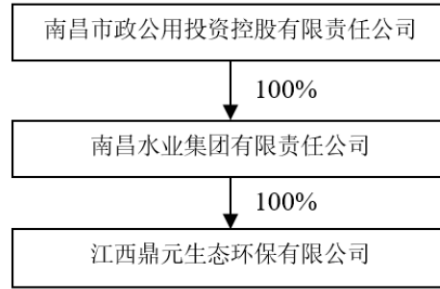 南昌市政公用投资控股有限责任公司
100%
南昌水业集团有限责任公司
100%
江西鼎元生态环保有限公司